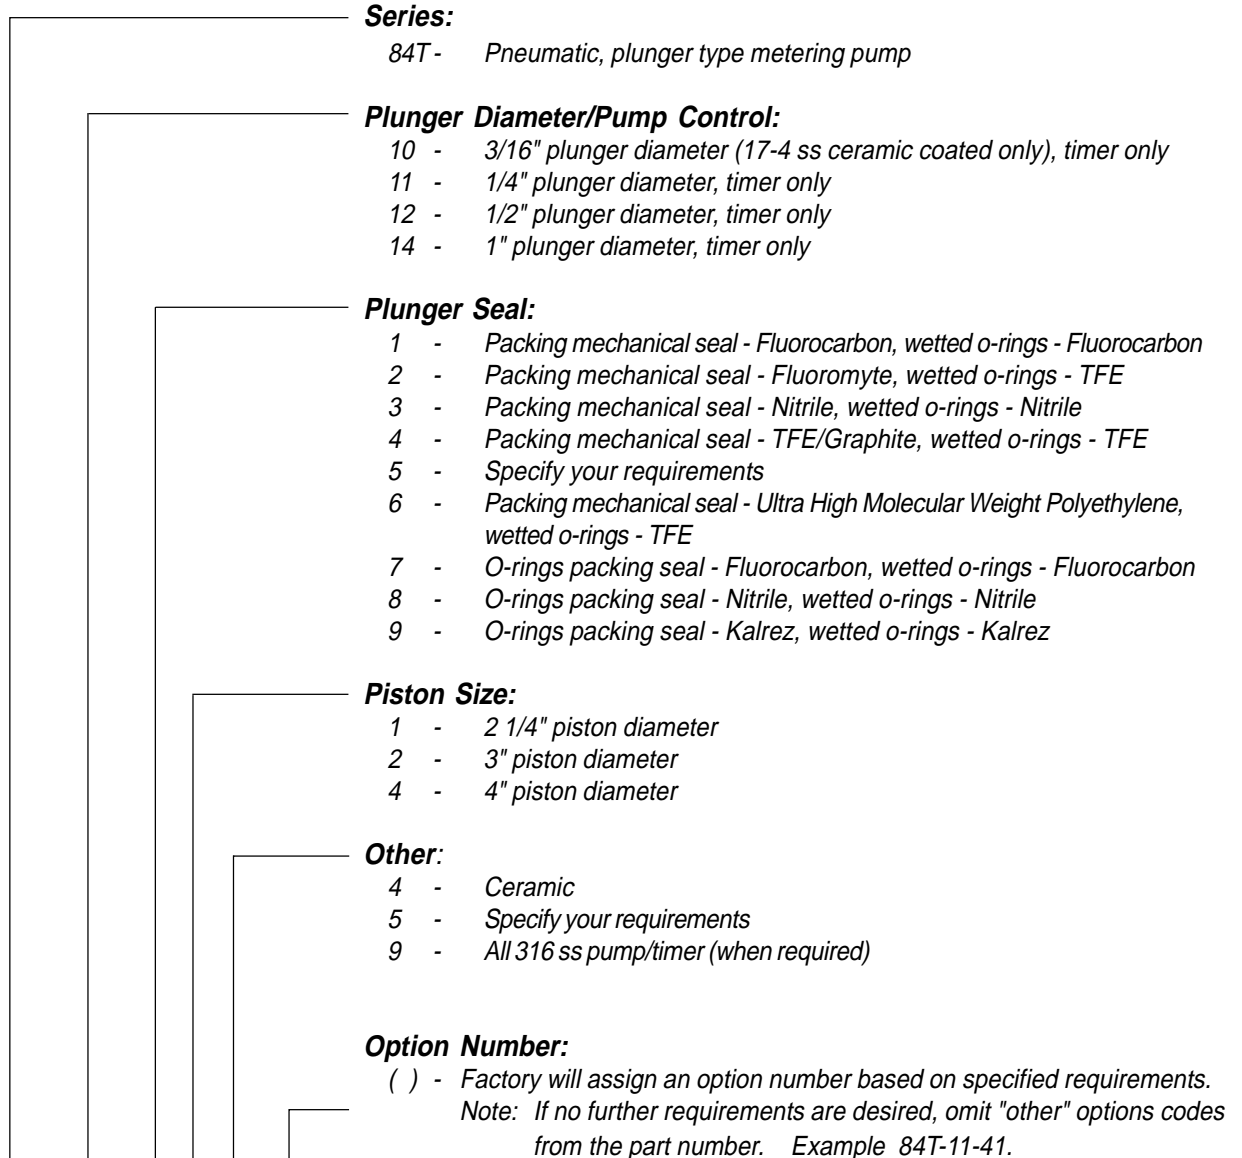 Series:
84T - Pneumatic, plunger type metering pump
Plunger Diameter/Pump Control:
10 - 3/16" plunger diameter (17-4 ss ceramic coated only), timer only
11 - 1/4" plunger diameter, timer only
12 - 1/2" plunger diameter, timer only
14 - 1" plunger diameter, timer only
Plunger Seal:
1 - Packing mechanical seal - Fluorocarbon, wetted o-rings - Fluorocarbon
2 - Packing mechanical seal - Fluoromyte, wetted o-rings - TFE
3 - Packing mechanical seal - Nitrile, wetted o-rings - Nitrile
4 - Packing mechanical seal - TFE/Graphite, wetted o-rings - TFE
5 - Specify your requirements
6 - Packing mechanical seal - Ultra High Molecular Weight Polyethylene,
wetted o-rings - TFE
7 - O-rings packing seal - Fluorocarbon, wetted o-rings - Fluorocarbon
8 - O-rings packing seal - Nitrile, wetted o-rings - Nitrile
9 - O-rings packing seal - Kalrez, wetted o-rings - Kalrez
Piston Size:
1 - 2 1/4" piston diameter
2 - 3" piston diameter
4 - 4" piston diameter
Other:
4 - Ceramic
5 - Specify your requirements
9 - All 316 ss pump/timer (when required)
Option Number:
( ) - Factory will assign an option number based on specified requirements.
Note: If no further requirements are desired, omit "other" options codes
from the part number. Example 84T-11-41.